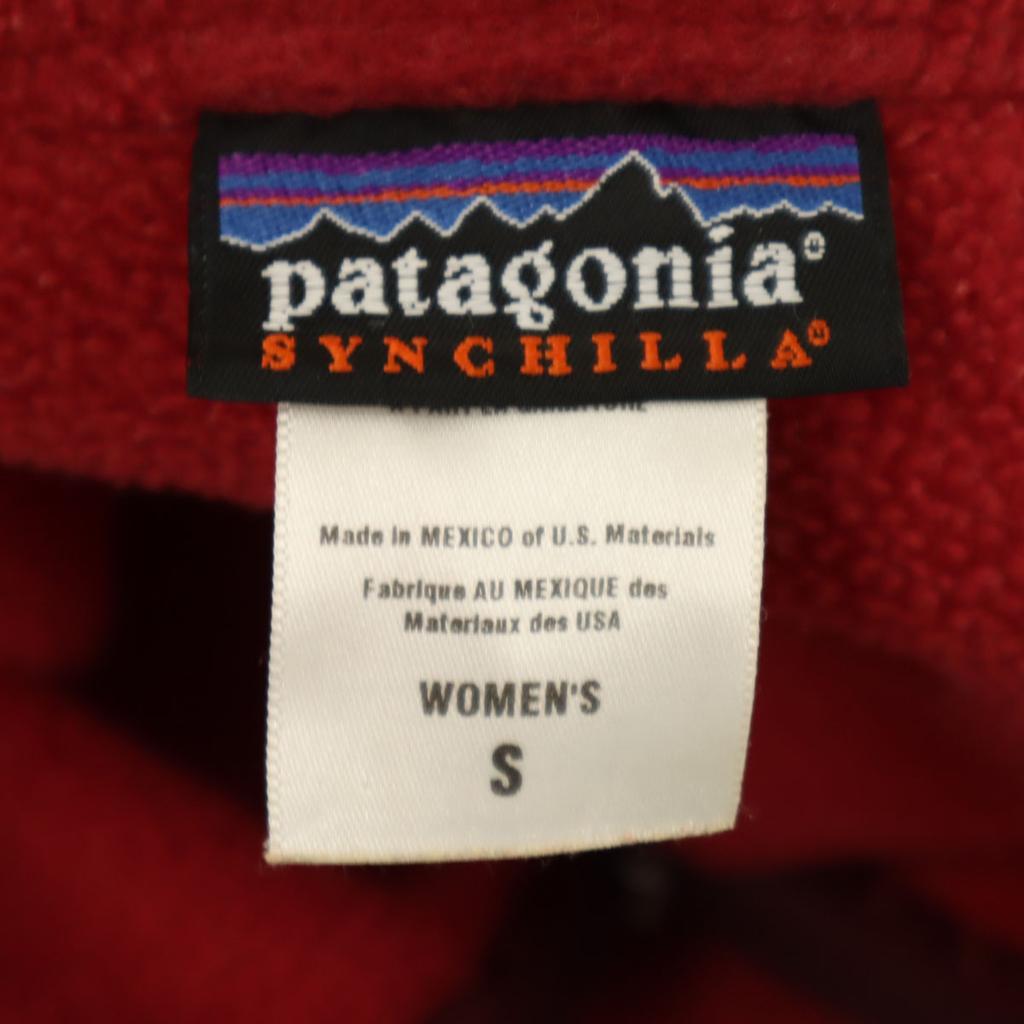 patagonia®
SYNCHILLA®
Made in MEXICO of U.S. Materials
Fabrique AU MEXIQUE des
Materiaux des USA
WOMEN'S
S